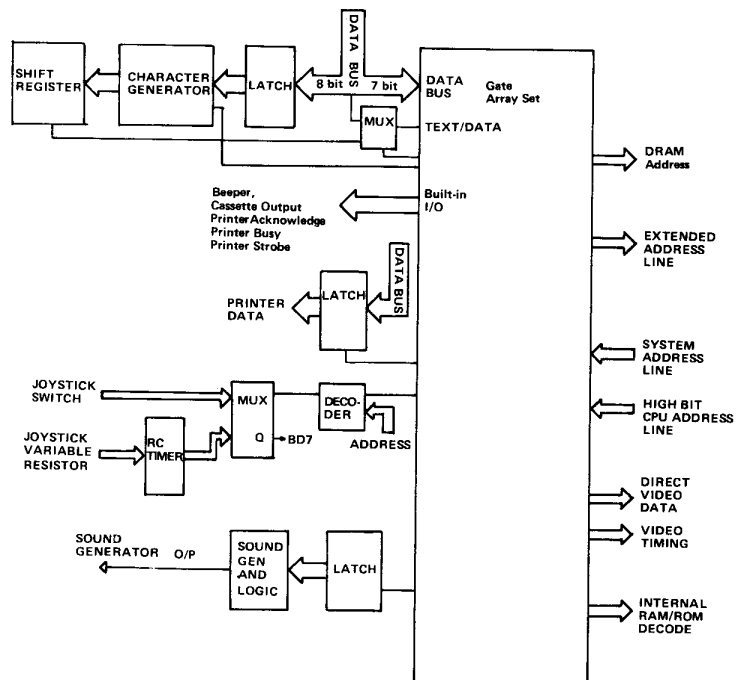 DATA BUS
SHIFT
REGISTER
CHARACTER
GENERATOR
LATCH
8 bit
7 bit
DATA
BUS
Gate
Array Set
MUX
TEXT/DATA
DRAM
Address
Beeper,
Cassette Output
Printer Acknowledge
Printer Busy
Printer Strobe
Built-in
I/O
EXTENDED
ADDRESS
LINE
DATA BUS
LATCH
PRINTER
DATA
SYSTEM
ADDRESS
LINE
JOYSTICK
SWITCH
MUX
Q
BD7
DECO-
DER
ADDRESS
HIGH BIT
CPU ADDRESS
LINE
JOYSTICK
VARIABLE
RESISTOR
RC
TIMER
DIRECT
VIDEO
DATA
VIDEO
TIMING
SOUND
GENERATOR O/P
SOUND
GEN
AND
LOGIC
LATCH
INTERNAL
RAM/ROM
DECODE